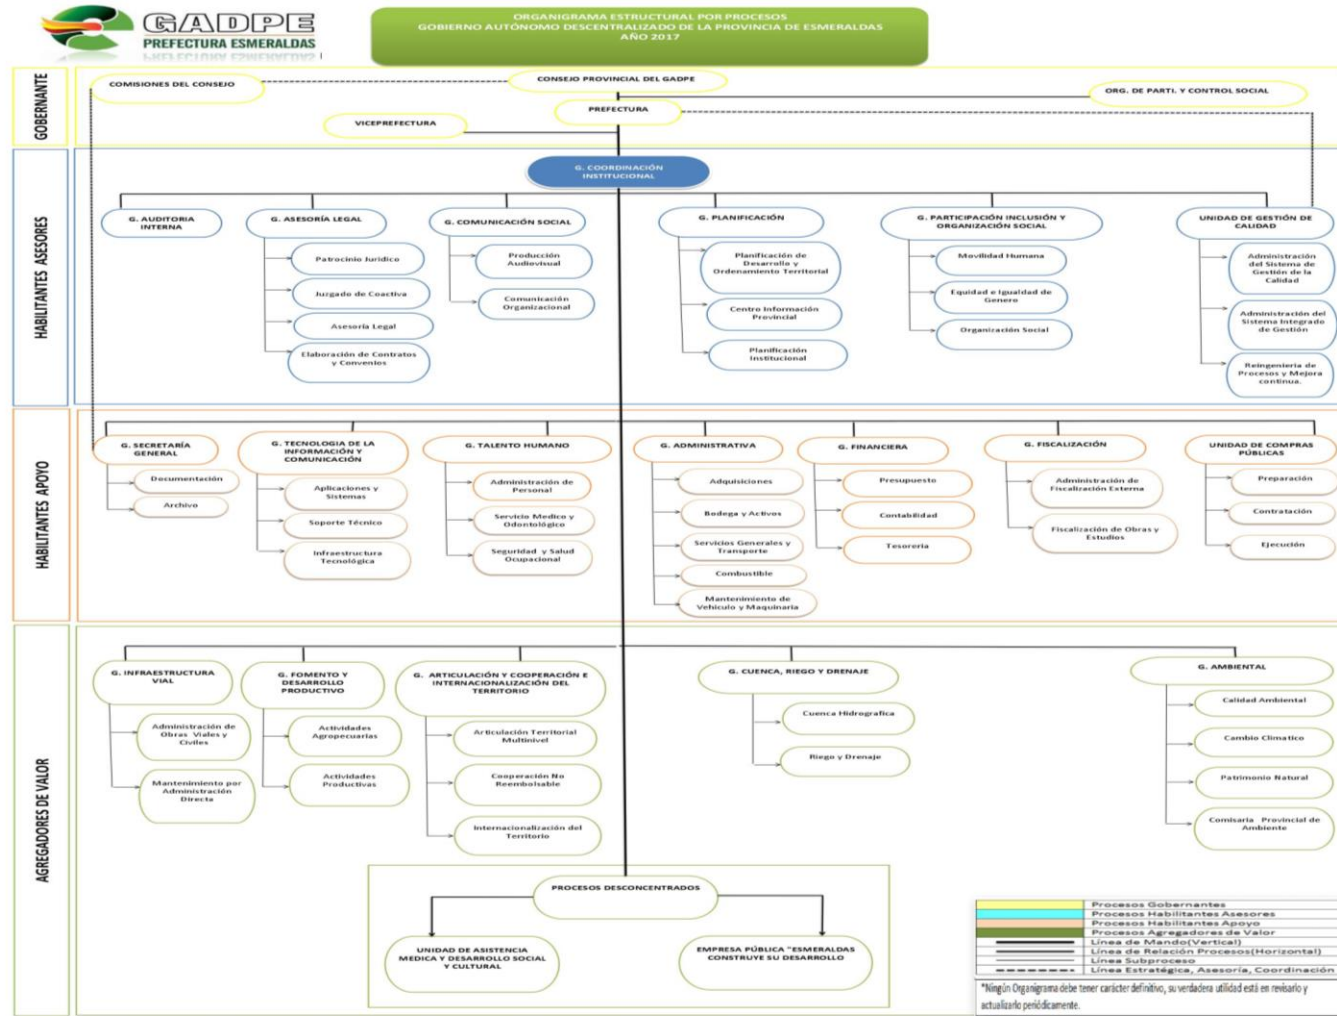 GADPE
PREFECTURA ESMERALDAS
ORGANIGRAMA ESTRUCTURAL POR PROCESOS
GOBIERNO AUTÓNOMO DESCENTRALIZADO DE LA PROVINCIA DE ESMERALDAS
AÑO 2017
GOBERNANTE
COMISIONES DEL CONSEJO
CONSEJO PROVINCIAL DEL GADPE
ORG. DE PARTI. Y CONTROL SOCIAL
PREFECTURA
VICEPREFECTURA
HABILITANTES ASESORES
G. COORDINACIÓN
INSTITUCIONAL
G. AUDITORIA
INTERNA
G. ASESORÍA LEGAL
Patrocinio Jurídico
Juzgado de Coactiva
Asesoría Legal
Elaboración de Contratos
y Convenios
G. COMUNICACIÓN SOCIAL
Producción
Audiovisual
Comunicación
Organizacional
G. PLANIFICACIÓN
Planificación de
Desarrollo y
Ordenamiento Territorial
Centro Información
Provincial
Planificación
Institucional
G. PARTICIPACIÓN INCLUSIÓN Y
ORGANIZACIÓN SOCIAL
Movilidad Humana
Equidad e Igualdad de
Genero
Organización Social
UNIDAD DE GESTIÓN DE
CALIDAD
Administración
del Sistema de
Gestión de la
Calidad
Administración del
Sistema Integrado
de Gestión
Reingeniería de
Procesos y Mejora
continua.
HABILITANTES APOYO
G. SECRETARÍA
GENERAL
Documentación
Archivo
G. TECNOLOGIA DE LA
INFORMACIÓN Y
COMUNICACIÓN
Aplicaciones y
Sistemas
Soporte Técnico
Infraestructura
Tecnológica
G. TALENTO HUMANO
Administración de
Personal
Servicio Medico y
Odontológico
Seguridad y Salud
Ocupacional
G. ADMINISTRATIVA
Adquisiciones
Bodega y Activos
Servicios Generales y
Transporte
Combustible
Mantenimiento de
Vehiculo y Maquinaria
G. FINANCIERA
Presupuesto
Contabilidad
Tesoreria
G. FISCALIZACIÓN
Administración de
Fiscalización Externa
Fiscalización de Obras y
Estudios
UNIDAD DE COMPRAS
PÚBLICAS
Preparación
Contratación
Ejecución
AGREGADORES DE VALOR
G. INFRAESTRUCTURA
VIAL
Administración de
Obras Viales y
Civiles
Mantenimiento por
Administración
Directa
G. FOMENTO Y
DESARROLLO
PRODUCTIVO
Actividades
Agropecuarias
Actividades
Productivas
G. ARTICULACIÓN Y COOPERACIÓN E
INTERNACIONALIZACIÓN DEL
TERRITORIO
Articulación Territorial
Multinivel
Cooperación No
Reembolsable
Internacionalización del
Territorio
G. CUENCA, RIEGO Y DRENAJE
Cuenca Hidrografica
Riego y Drenaje
G. AMBIENTAL
Calidad Ambiental
Cambio Climatico
Patrimonio Natural
Comisaria Provincial de
Ambiente
PROCESOS DESCONCENTRADOS
UNIDAD DE ASISTENCIA
MEDICA Y DESARROLLO SOCIAL
Y CULTURAL
EMPRESA PÚBLICA "ESMERALDAS
CONSTRUYE SU DESARROLLO
Procesos Gobernantes
Procesos Habilitantes Asesores
Procesos Habilitantes Apoyo
Procesos Agregadores de Valor
Línea de Mando(Vertical)
Línea de Relación Procesos(Horizontal)
Línea Subproceso
Línea Estratégica, Asesoría, Coordinación
*Ningún Organigrama debe tener carácter definitivo, su verdadera utilidad está en revisarlo y
actualizarlo periódicamente.